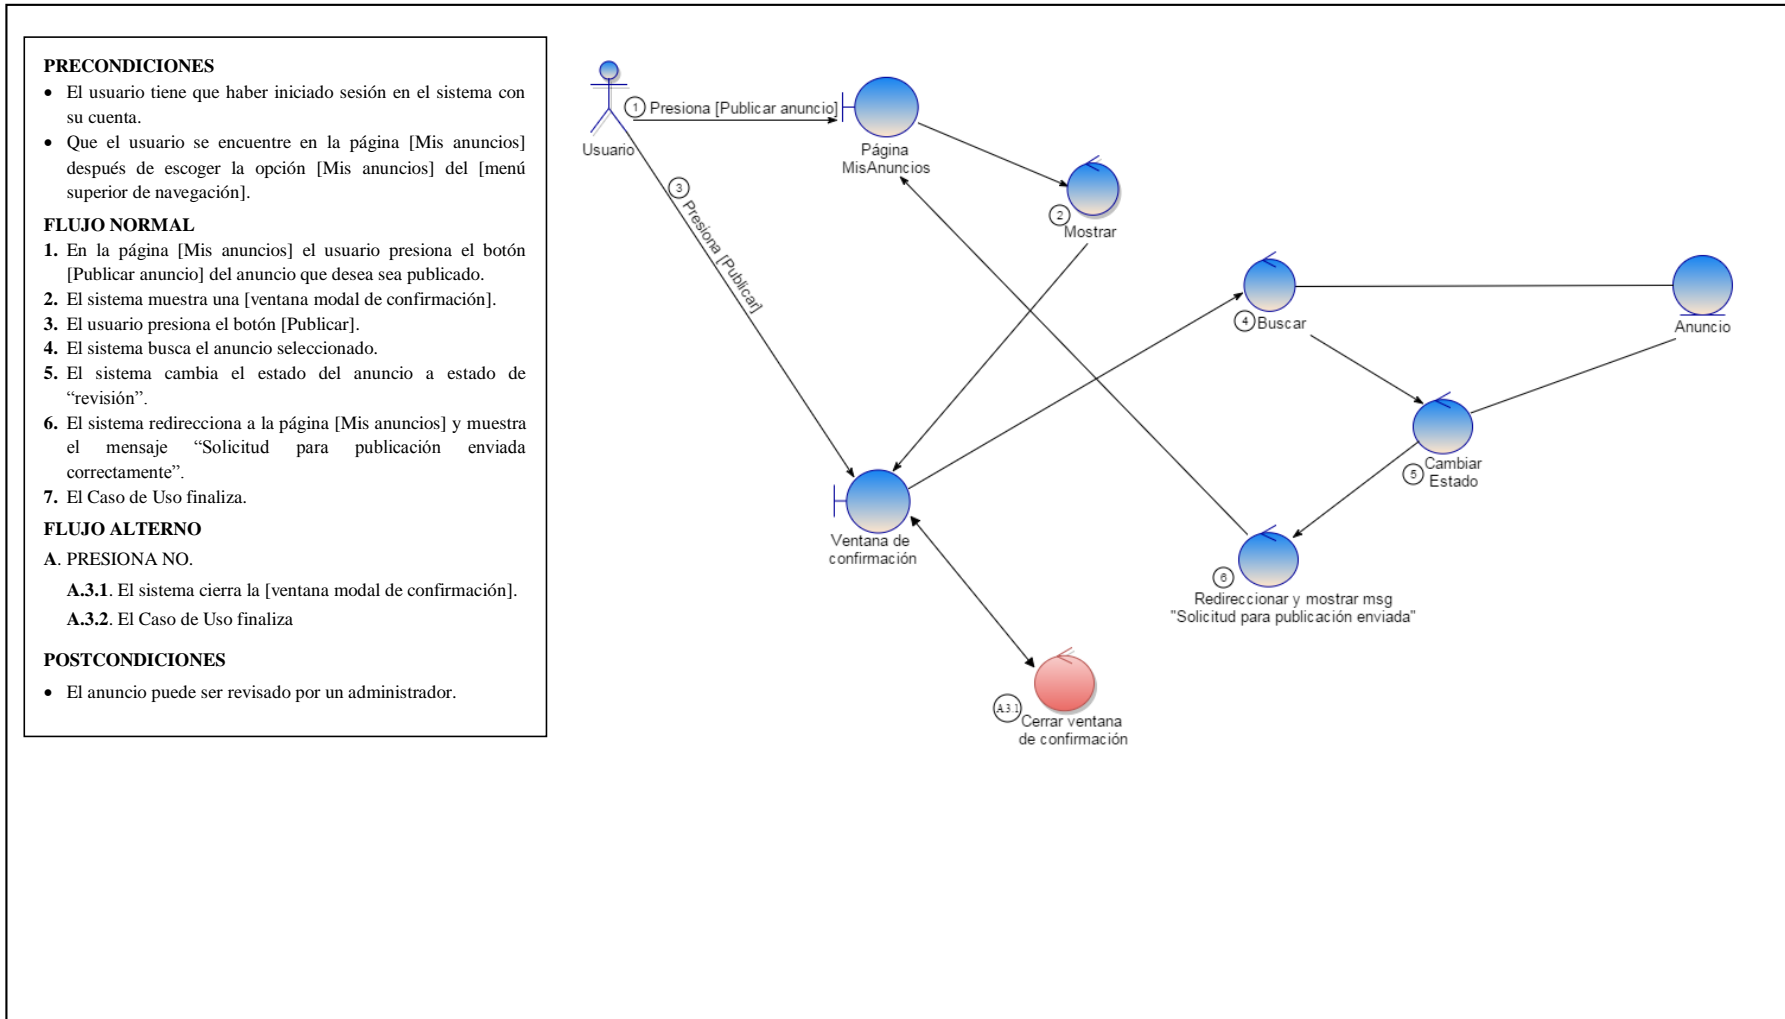 PRECONDICIONES
• El usuario tiene que haber iniciado sesión en el sistema con
su cuenta.
• Que el usuario se encuentre en la página [Mis anuncios]
después de escoger la opción [Mis anuncios] del [menú
superior de navegación].
FLUJO NORMAL
1. En la página [Mis anuncios] el usuario presiona el botón
[Publicar anuncio] del anuncio que desea sea publicado.
2. El sistema muestra una [ventana modal de confirmación].
3. El usuario presiona el botón [Publicar].
4. El sistema busca el anuncio seleccionado.
5. El sistema cambia el estado del anuncio a estado de
“revisión”.
6. El sistema redirecciona a la página [Mis anuncios] y muestra
el mensaje “Solicitud para publicación enviada
correctamente”.
7. El Caso de Uso finaliza.
FLUJO ALTERNO
A. PRESIONA NO.
A.3.1. El sistema cierra la [ventana modal de confirmación].
A.3.2. El Caso de Uso finaliza
POSTCONDICIONES
• El anuncio puede ser revisado por un administrador.
Usuario
1 Presiona [Publicar anuncio]
Página
MisAnuncios
2
Mostrar
3 Presiona [Publicar]
4 Buscar
Anuncio
5 Cambiar
Estado
Ventana de
confirmación
6
Redireccionar y mostrar msg
"Solicitud para publicación enviada"
A.3.1
Cerrar ventana
de confirmación